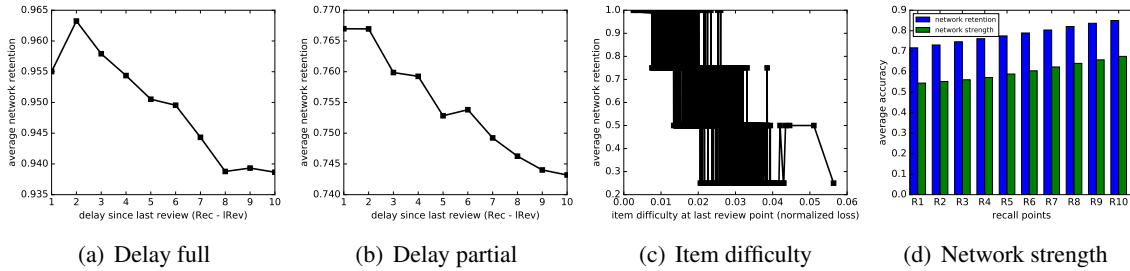 0.965
0.960
0.955
0.950
0.945
0.940
0.935
average network retention
1 2 3 4 5 6 7 8 9 10
delay since last review (Rec - lRev)
(a) Delay full
0.770
0.765
0.760
0.755
0.750
0.745
0.740
average network retention
1 2 3 4 5 6 7 8 9 10
delay since last review (Rec - lRev)
(b) Delay partial
1.0
0.9
0.8
0.7
0.6
0.5
0.4
0.3
0.2
average network retention
0.00 0.01 0.02 0.03 0.04 0.05 0.06
item difficulty at last review point (normalized loss)
(c) Item difficulty
0.9
0.8
0.7
0.6
0.5
0.4
0.3
0.2
0.1
0.0
average accuracy
network retention
network strength
R1 R2 R3 R4 R5 R6 R7 R8 R9 R10
recall points
(d) Network strength